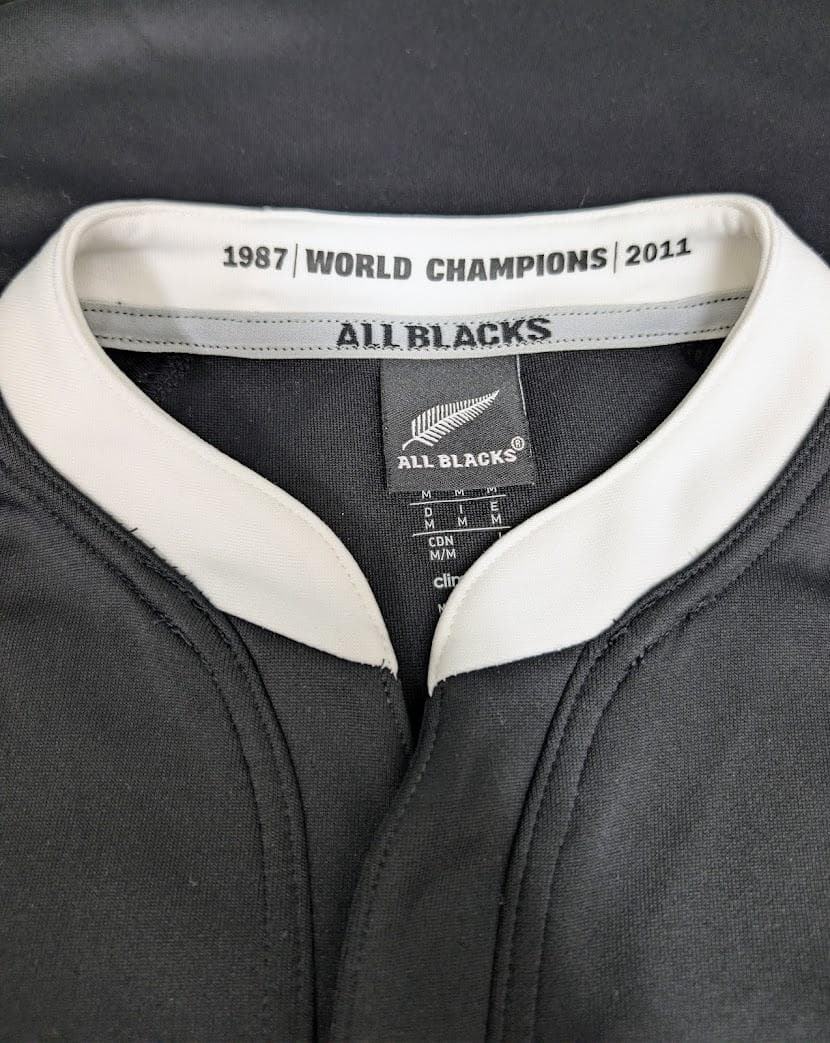 1987|WORLD CHAMPIONS|2011
ALL BLACKS
ALL BLACKS®
M M M
D I E
M M M
CDN
M/M